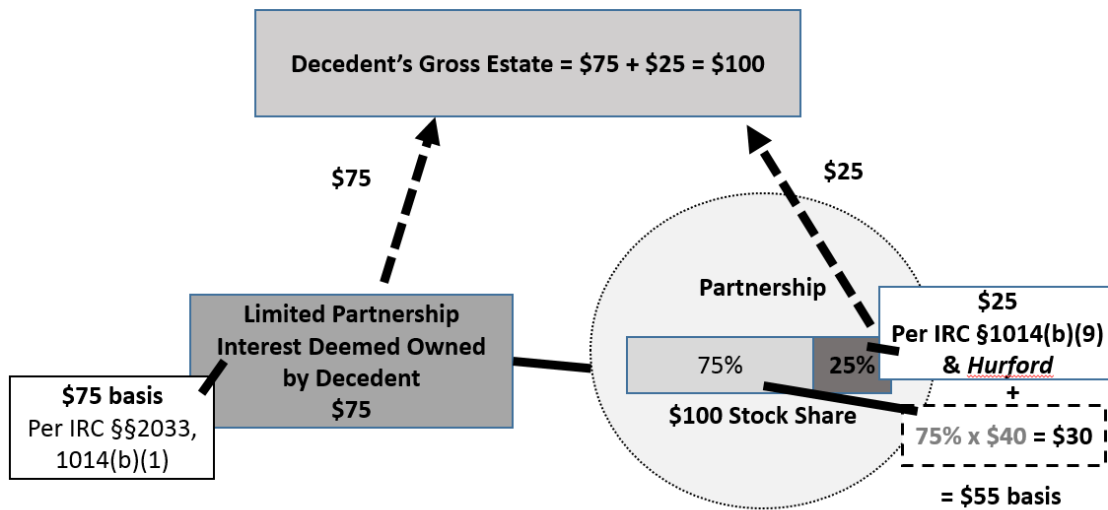 Decedent's Gross Estate = $75 + $25 = $100
$75
$25
Partnership
Limited Partnership
Interest Deemed Owned
by Decedent
$75
$75 basis
Per IRC §§2033,
1014(b)(1)
75%
25%
$100 Stock Share
$25
Per IRC §1014(b)(9)
& Hurford
+
75% x $40 = $30
= $55 basis